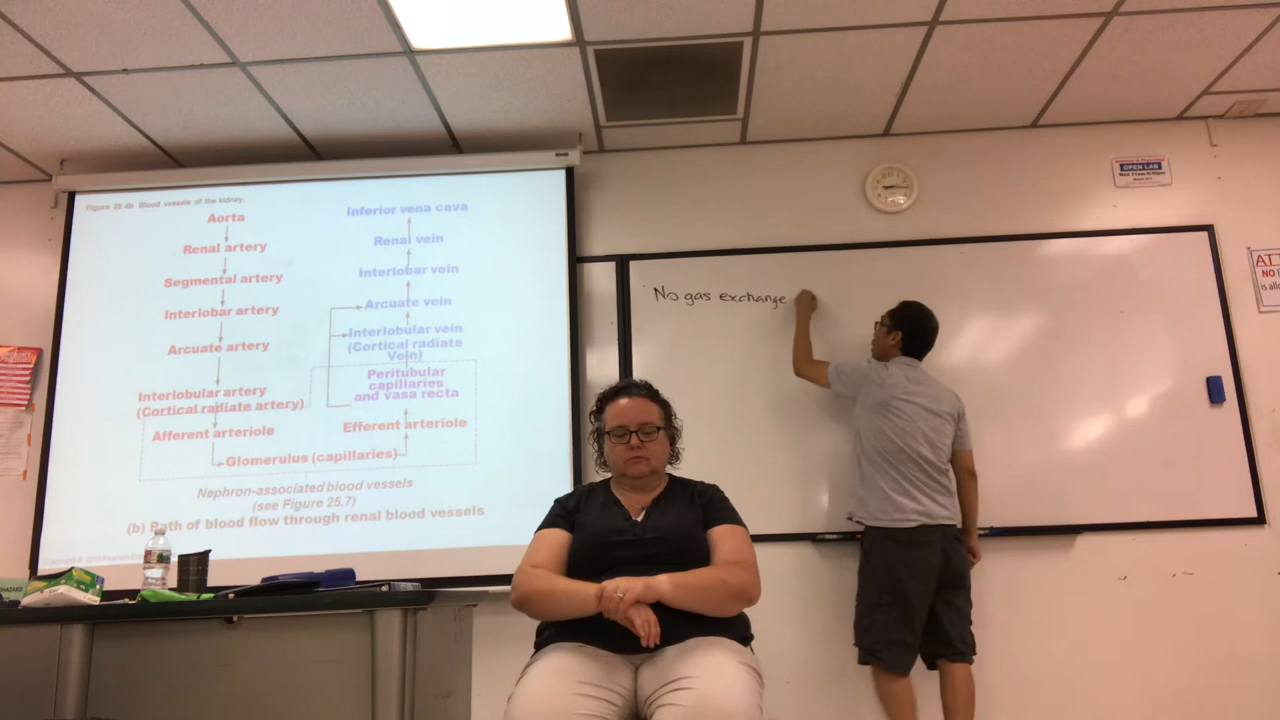 Figure 25.4b Blood vessels of the kidney.
Aorta
Renal artery
Segmental artery
Interlobar artery
Arcuate artery
Interlobular artery
(Cortical radiate artery)
Afferent arteriole
Glomerulus (capillaries)
Efferent arteriole
Peritubular
capillaries
and vasa recta
Interlobular vein
(Cortical radiate
Vein)
Arcuate vein
Interlobar vein
Renal vein
Inferior vena cava
Nephron-associated blood vessels
(see Figure 25.7)
(b) Path of blood flow through renal blood vessels
No gas exchange
OPEN LAB
NO
is allo